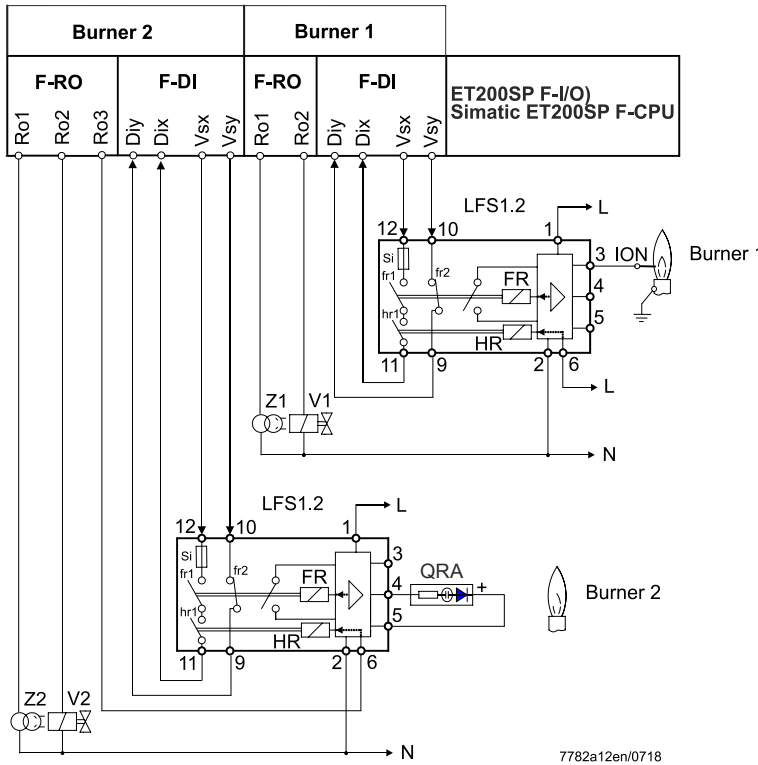 Burner 2 Burner 1
F-RO F-DI F-RO F-DI
ET200SP F-I/O)
Simatic ET200SP F-CPU
Ro1 Ro2 Ro3 Diy Dix Vsx Vsy Ro1 Ro2 Diy Dix Vsx Vsy
LFS1.2
1 L
12 10
3 ION Burner 1
Si
fr1 fr2 FR
4
hr1
5
HR
11 9 2 6
L
Z1 V1
N
LFS1.2
1 L
12 10
3
Si
fr1 fr2 FR
4 QRA +
Burner 2
hr1
5
HR
11 9 2 6
Z2 V2
N
7782a12en/0718